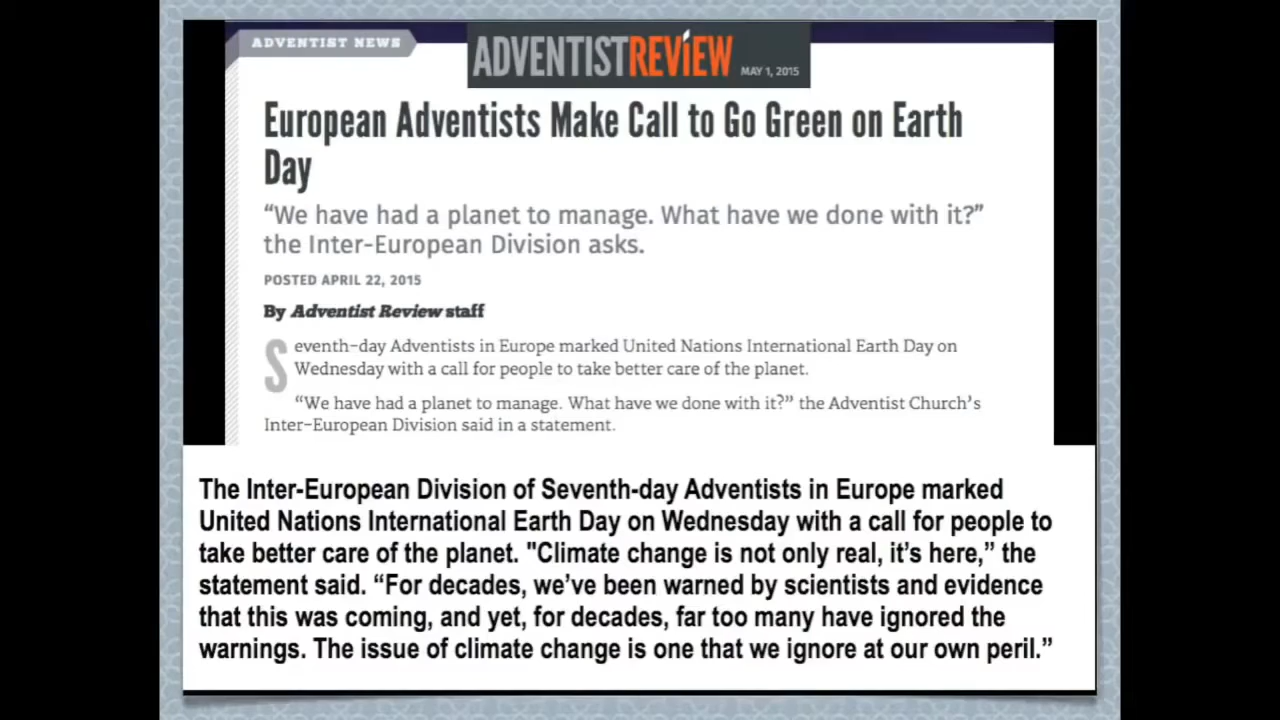 ADVENTIST NEWS
ADVENTISTREVIEW MAY 1, 2015
European Adventists Make Call to Go Green on Earth
Day
“We have had a planet to manage. What have we done with it?”
the Inter-European Division asks.
POSTED APRIL 22, 2015
By Adventist Review staff
Seventh-day Adventists in Europe marked United Nations International Earth Day on
Wednesday with a call for people to take better care of the planet.
“We have had a planet to manage. What have we done with it?” the Adventist Church’s
Inter-European Division said in a statement.
The Inter-European Division of Seventh-day Adventists in Europe marked
United Nations International Earth Day on Wednesday with a call for people to
take better care of the planet. "Climate change is not only real, it’s here,” the
statement said. “For decades, we’ve been warned by scientists and evidence
that this was coming, and yet, for decades, far too many have ignored the
warnings. The issue of climate change is one that we ignore at our own peril.”